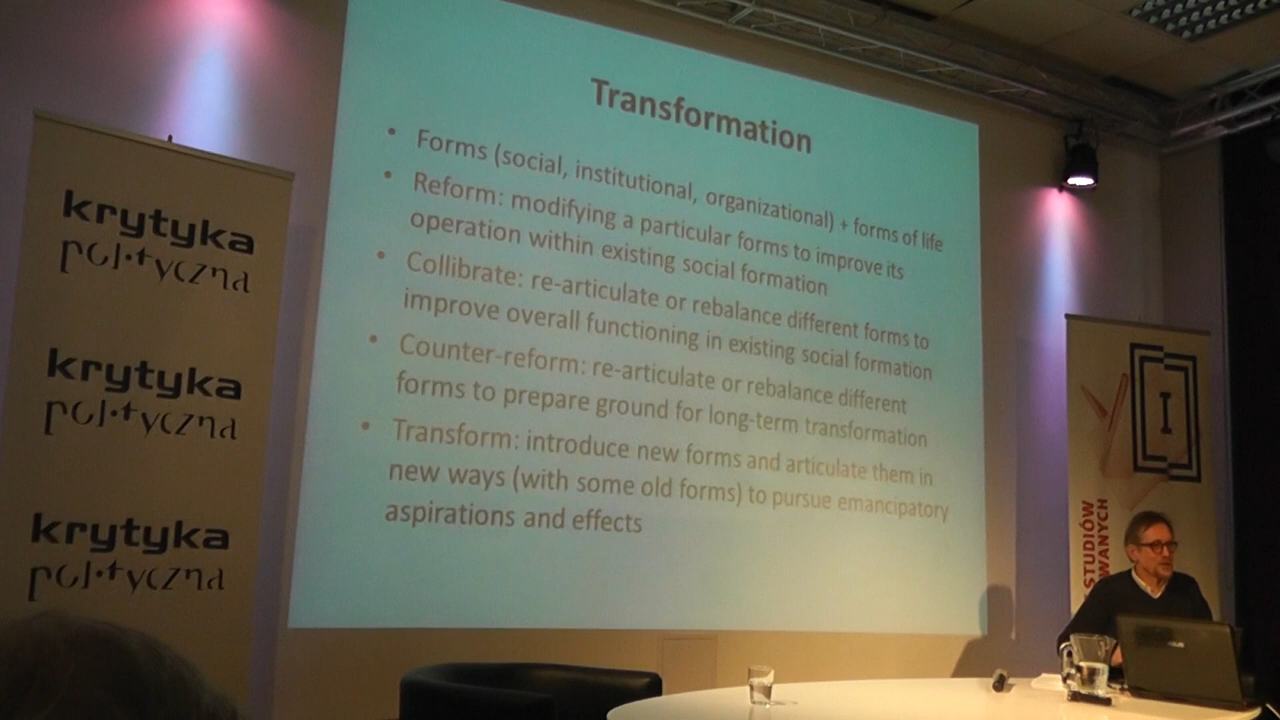 Transformation
• Forms (social, institutional, organizational) + forms of life
• Reform: modifying a particular forms to improve its
operation within existing social formation
• Collibrate: re-articulate or rebalance different forms to
improve overall functioning in existing social formation
• Counter-reform: re-articulate or rebalance different
forms to prepare ground for long-term transformation
• Transform: introduce new forms and articulate them in
new ways (with some old forms) to pursue emancipatory
aspirations and effects
krytyka
polityczna
krytyka
polityczna
krytyka
polityczna
I
STUDIÓW
WANYCH